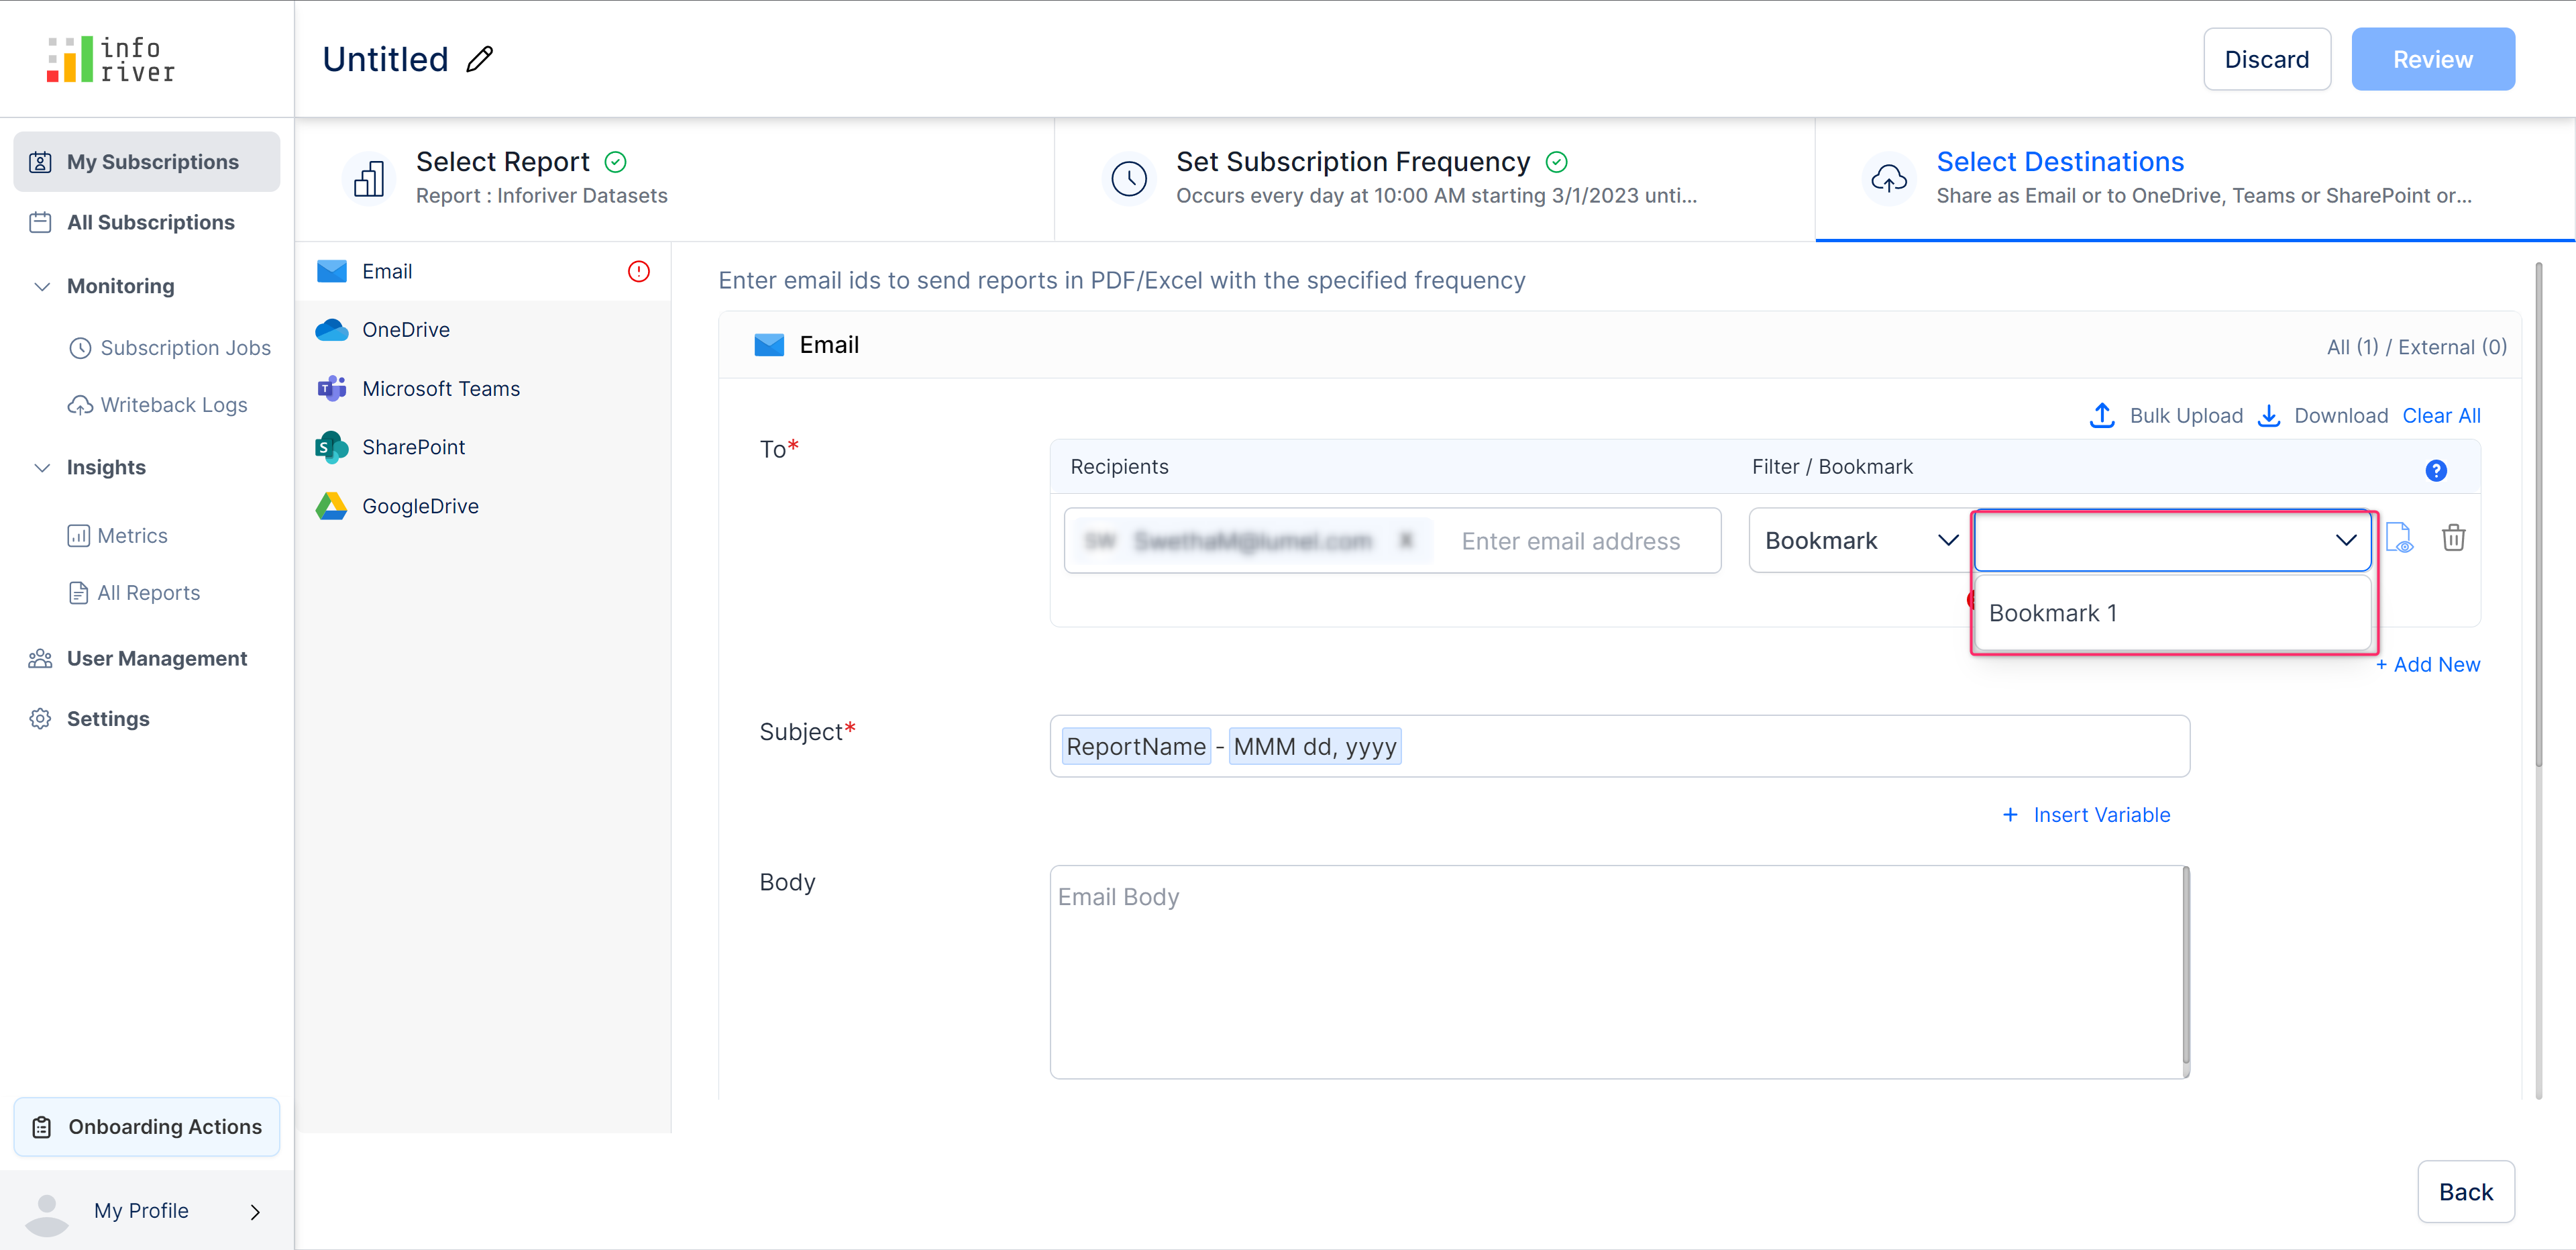 info
river
Untitled
Discard
Review
My Subscriptions
All Subscriptions
Monitoring
Subscription Jobs
Writeback Logs
Insights
Metrics
All Reports
User Management
Settings
Onboarding Actions
My Profile
Select Report
Report : Inforiver Datasets
Set Subscription Frequency
Occurs every day at 10:00 AM starting 3/1/2023 unti...
Select Destinations
Share as Email or to OneDrive, Teams or SharePoint or...
Email
OneDrive
Microsoft Teams
SharePoint
GoogleDrive
Enter email ids to send reports in PDF/Excel with the specified frequency
Email
All (1) / External (0)
Bulk Upload Download Clear All
To*
Recipients Filter / Bookmark ?
Enter email address Bookmark
Bookmark 1
+ Add New
Subject*
ReportName - MMM dd, yyyy
+ Insert Variable
Body
Email Body
Back